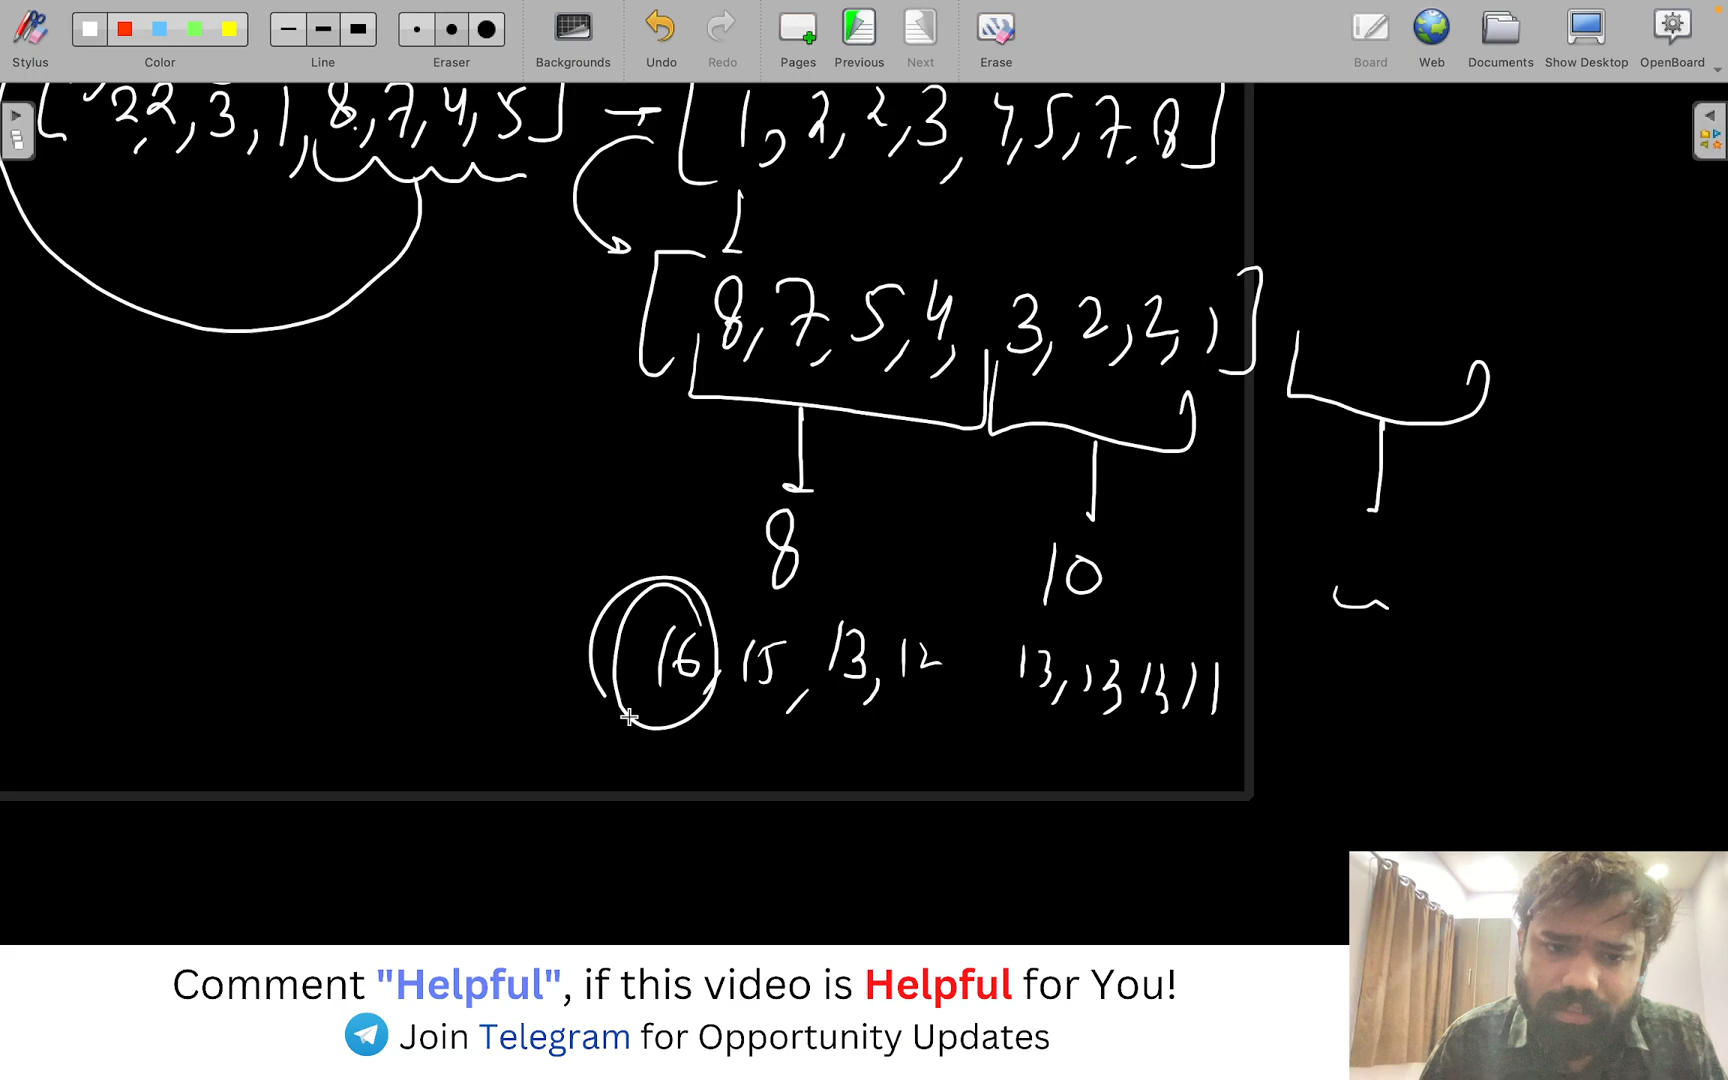 Stylus Color Line Eraser Backgrounds Undo Redo Pages Previous Next Erase Board Web Documents Show Desktop OpenBoard
[ 2, 2, 3, 1, 8, 7, 4, 5 ] → [ 1, 2, 2, 3, 4, 5, 7, 8 ]
[ 8, 7, 5, 4, 3, 2, 2, 1 ]
8 10
16, 15, 13, 12 13, 13
Comment "Helpful", if this video is Helpful for You!
Join Telegram for Opportunity Updates